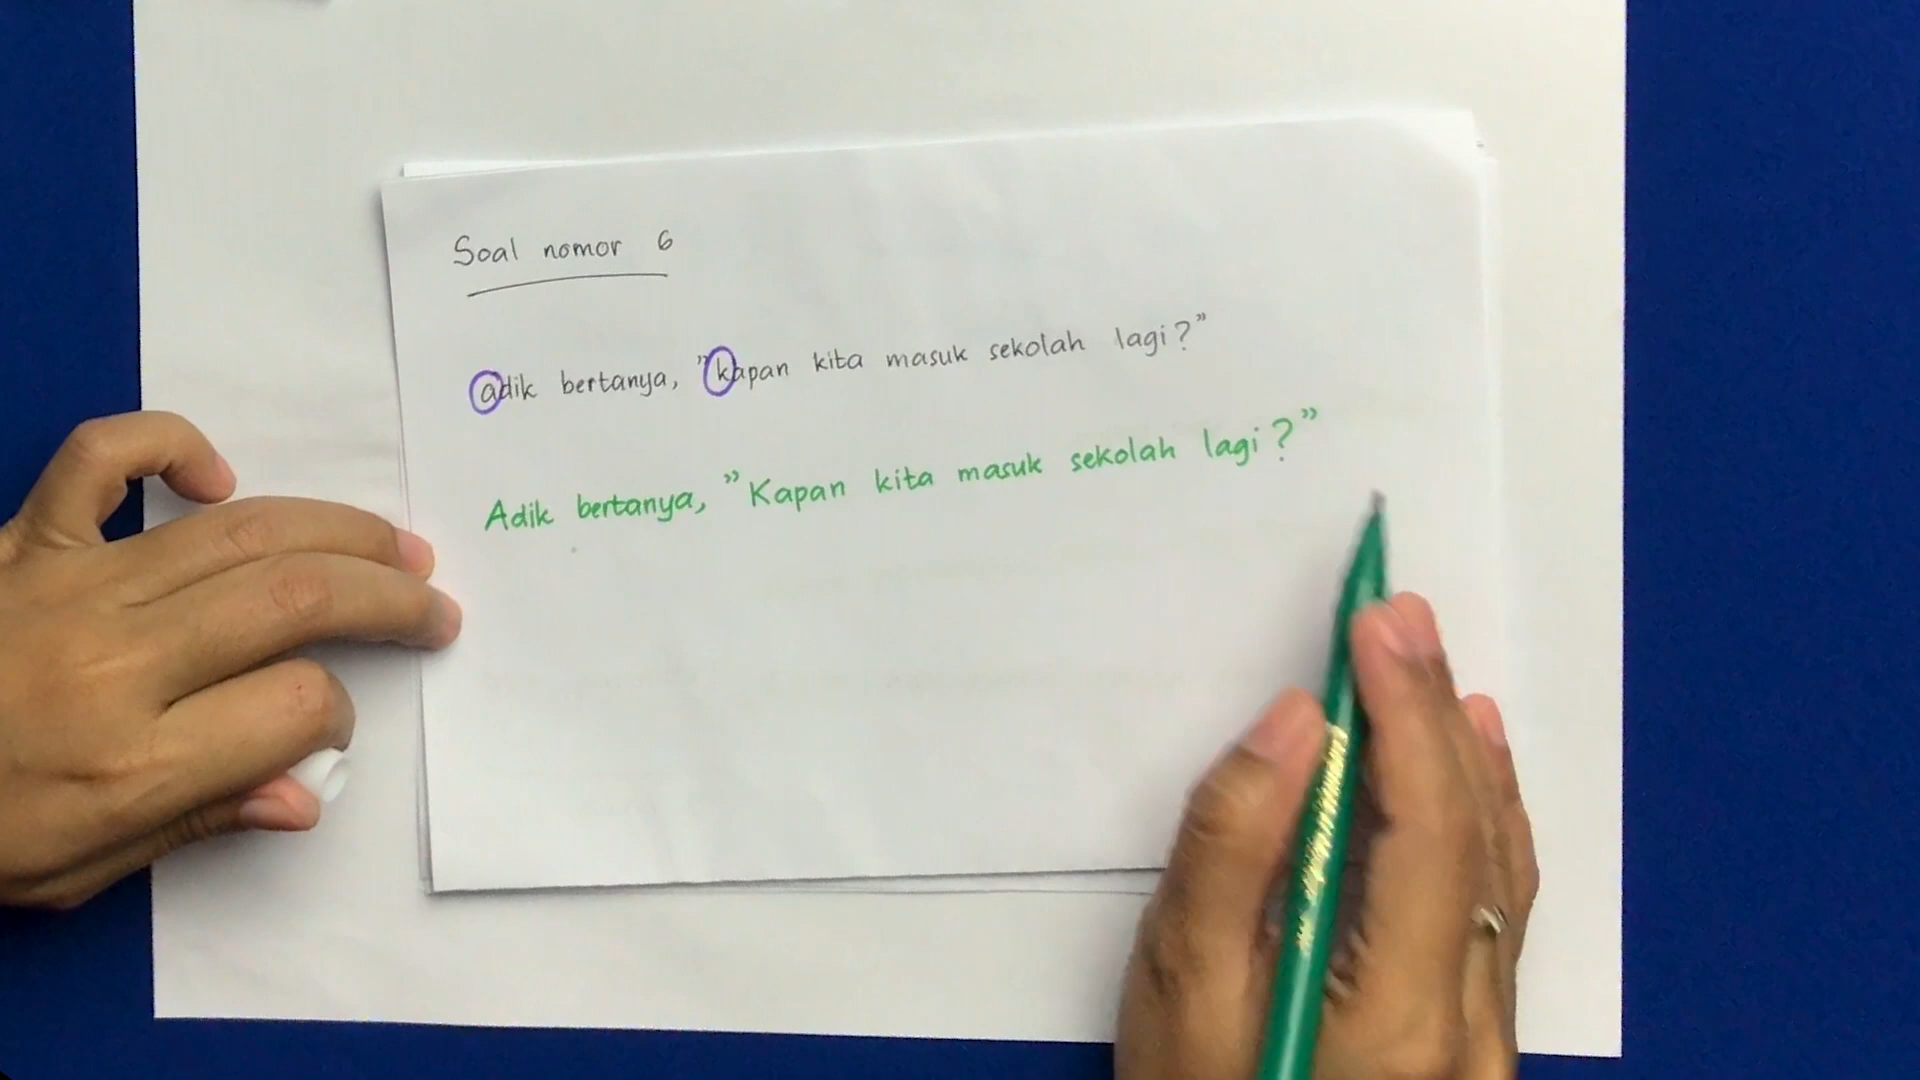 Soal nomor 6
adik bertanya, ”kapan kita masuk sekolah lagi?”
Adik bertanya, ”Kapan kita masuk sekolah lagi?”